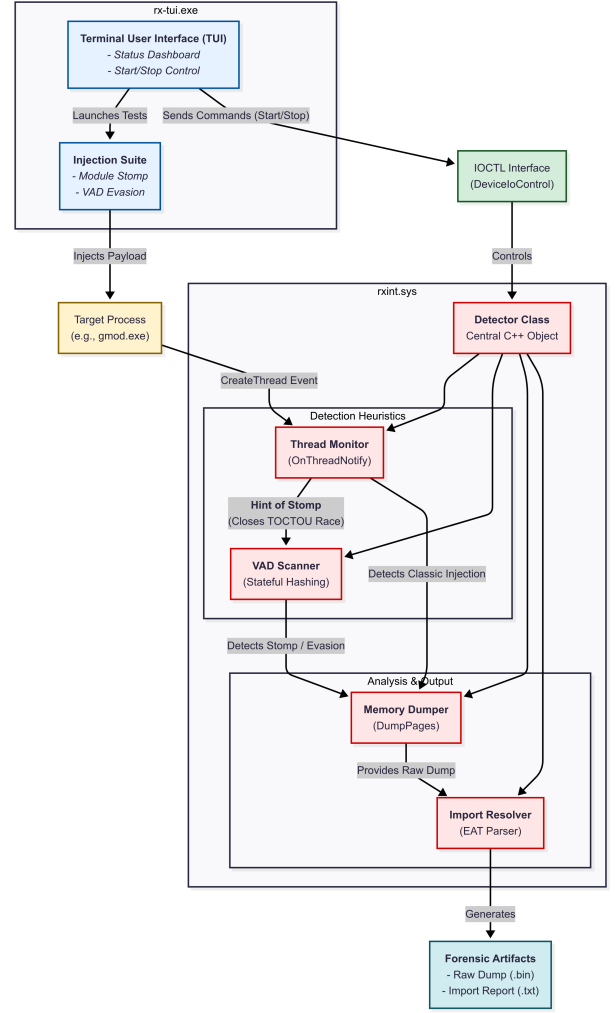 rx-tui.exe
Terminal User Interface (TUI)
- Status Dashboard
- Start/Stop Control
Launches Tests
Sends Commands (Start/Stop)
Injection Suite
- Module Stomp
- VAD Evasion
IOCTL Interface
(DeviceIoControl)
Injects Payload
Controls
rxint.sys
Target Process
(e.g., gmod.exe)
Detector Class
Central C++ Object
CreateThread Event
Detection Heuristics
Thread Monitor
(OnThreadNotify)
Hint of Stomp
(Closes TOCTOU Race)
VAD Scanner
(Stateful Hashing)
Detects Classic Injection
Detects Stomp / Evasion
Analysis & Output
Memory Dumper
(DumpPages)
Provides Raw Dump
Import Resolver
(EAT Parser)
Generates
Forensic Artifacts
- Raw Dump (.bin)
- Import Report (.txt)